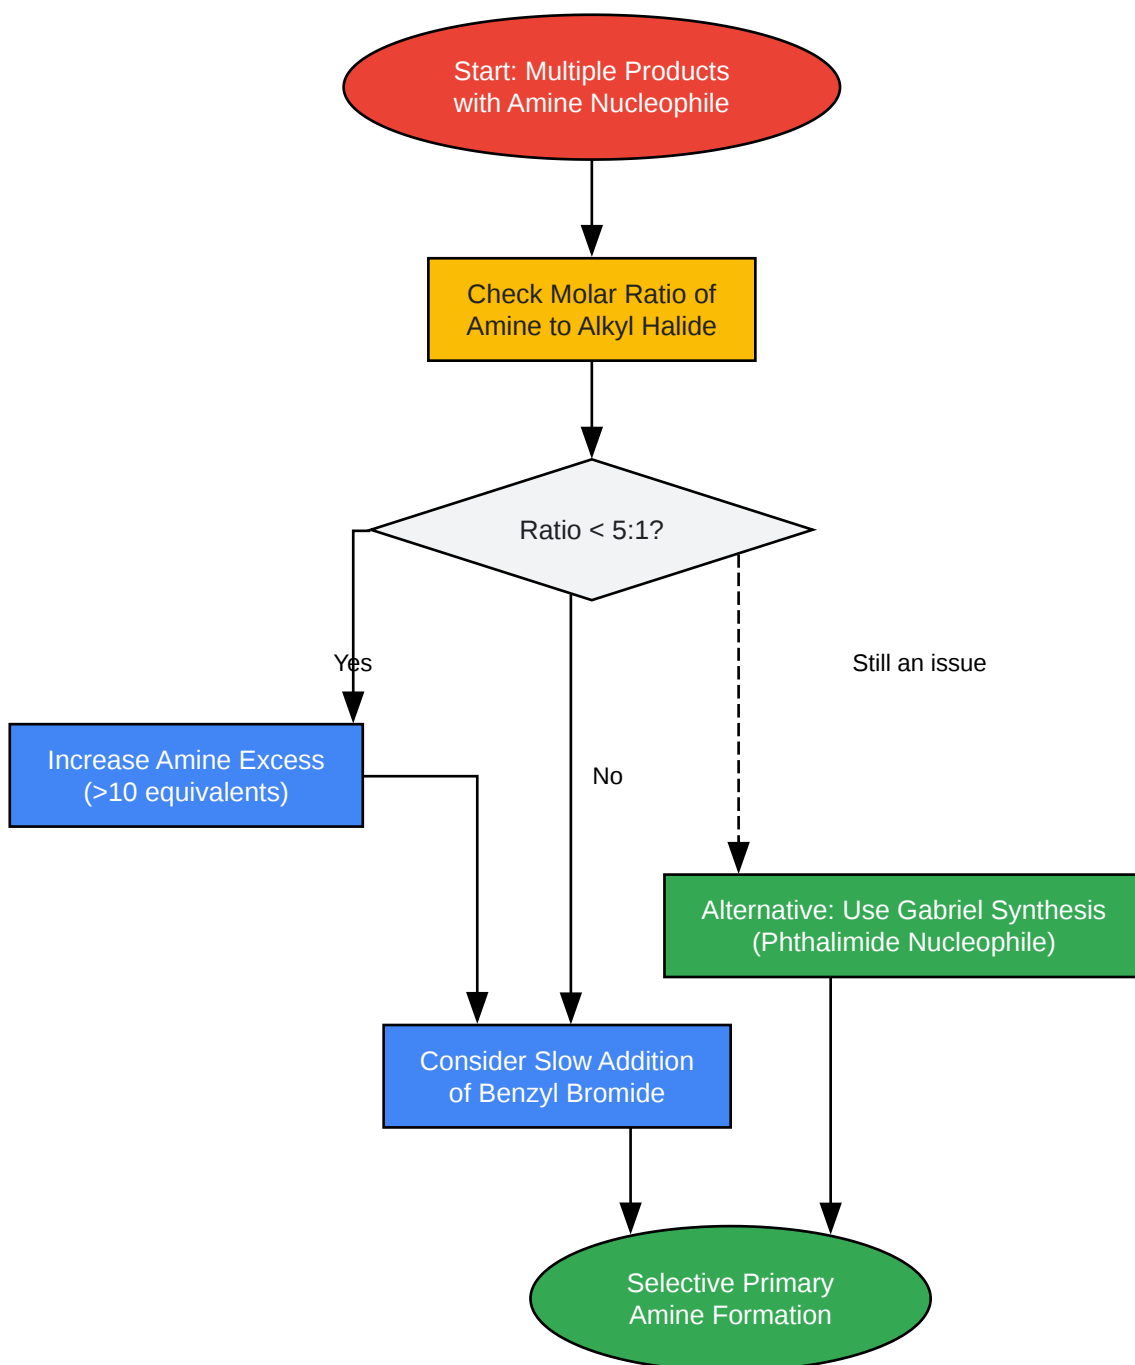 Start: Multiple Products
with Amine Nucleophile
Check Molar Ratio of
Amine to Alkyl Halide
Ratio < 5:1?
Yes
Still an issue
Increase Amine Excess
(>10 equivalents)
No
Alternative: Use Gabriel Synthesis
(Phthalimide Nucleophile)
Consider Slow Addition
of Benzyl Bromide
Selective Primary
Amine Formation